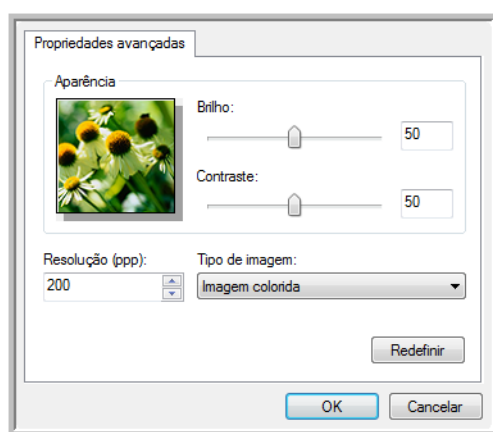 Propriedades avançadas
Aparência
Brilho:
50
Contraste:
50
Resolução (ppp):
Tipo de imagem:
200
Imagem colorida
Redefinir
OK
Cancelar